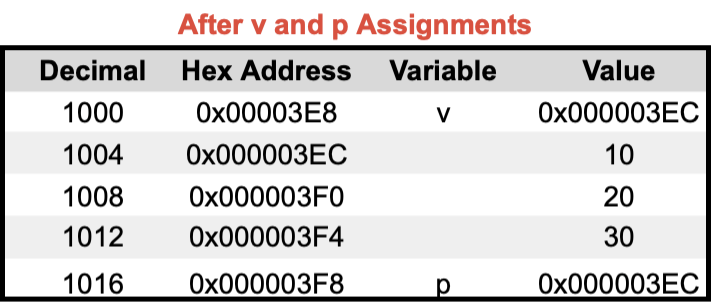 After v and p Assignments
Decimal Hex Address Variable Value
1000 0x00003E8 v 0x000003EC
1004 0x000003EC 10
1008 0x000003F0 20
1012 0x000003F4 30
1016 0x000003F8 p 0x000003EC